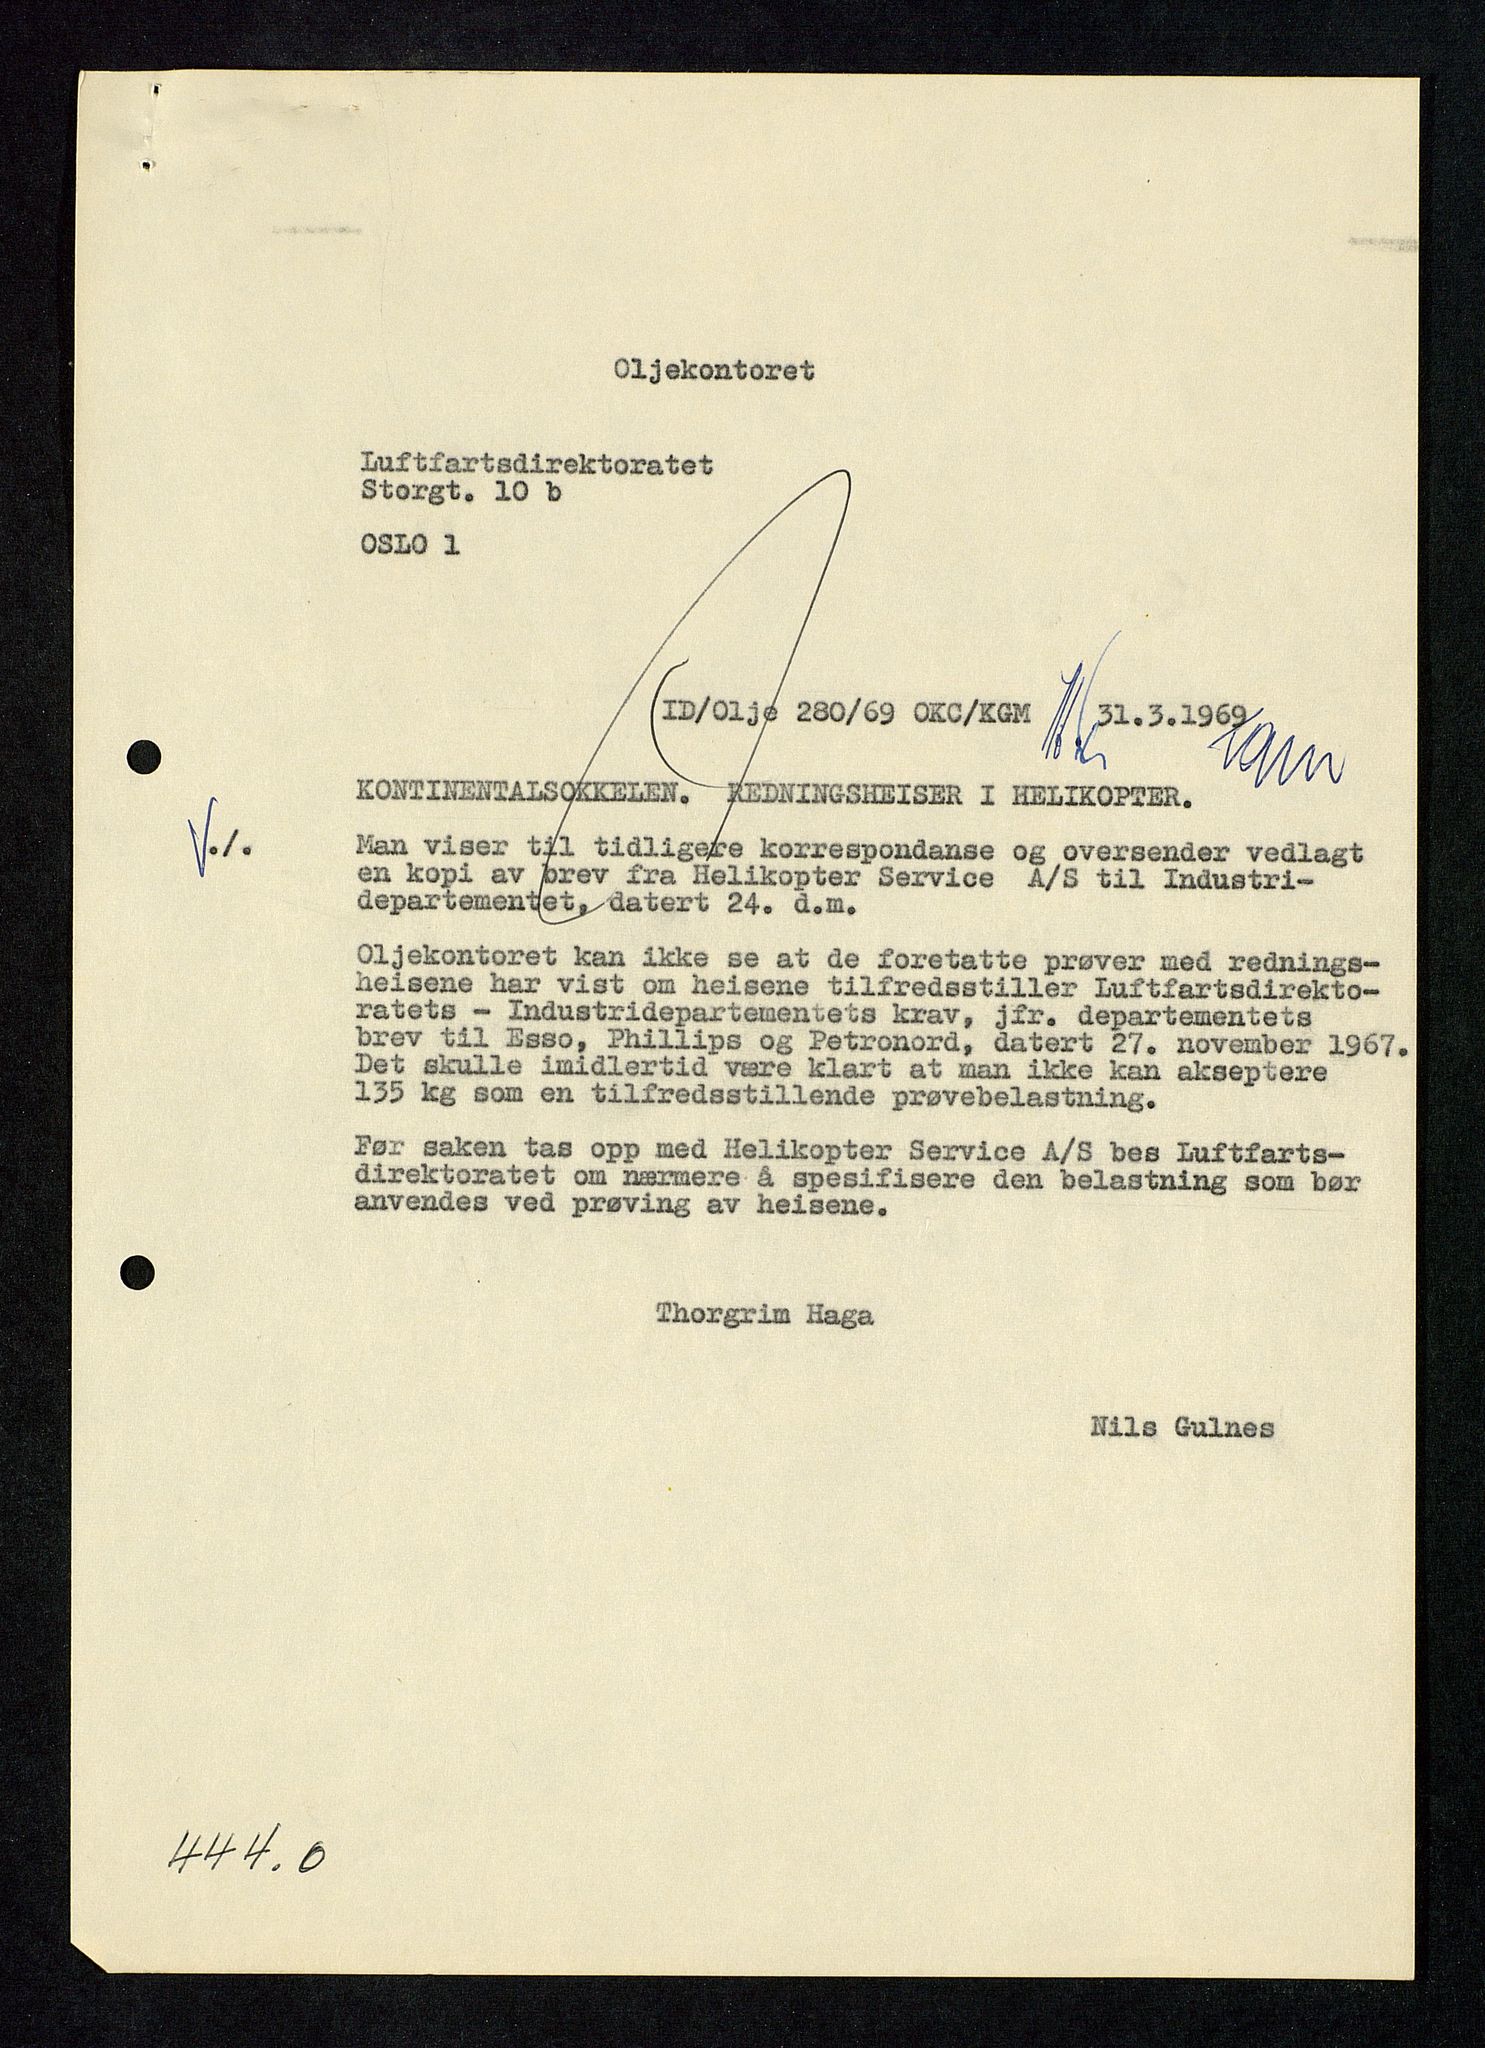 Oljekontoret
Luftfartsdirektoratet
Storgt. 10 b
OSLO 1
ID/Olje 280/69 OKC/KGM 31.3.1969
KONTINENTALSOKKELEN. REDNINGSHEISER I HELIKOPTER.
V./. Man viser til tidligere korrespondanse og oversender vedlagt
en kopi av brev fra Helikopter Service A/S til Industri-
departementet, datert 24. d.m.
Oljekontoret kan ikke se at de foretatte prøver med rednings-
heisene har vist om heisene tilfredsstiller Luftfartsdirekto-
ratets - Industridepartementets krav, jfr. departementets
brev til Esso, Phillips og Petronord, datert 27. november 1967.
Det skulle imidlertid være klart at man ikke kan akseptere
135 kg som en tilfredsstillende prøvebelastning.
Før saken tas opp med Helikopter Service A/S bes Luftfarts-
direktoratet om nærmere å spesifisere den belastning som bør
anvendes ved prøving av heisene.
Thorgrim Haga
Nils Gulnes
444.0